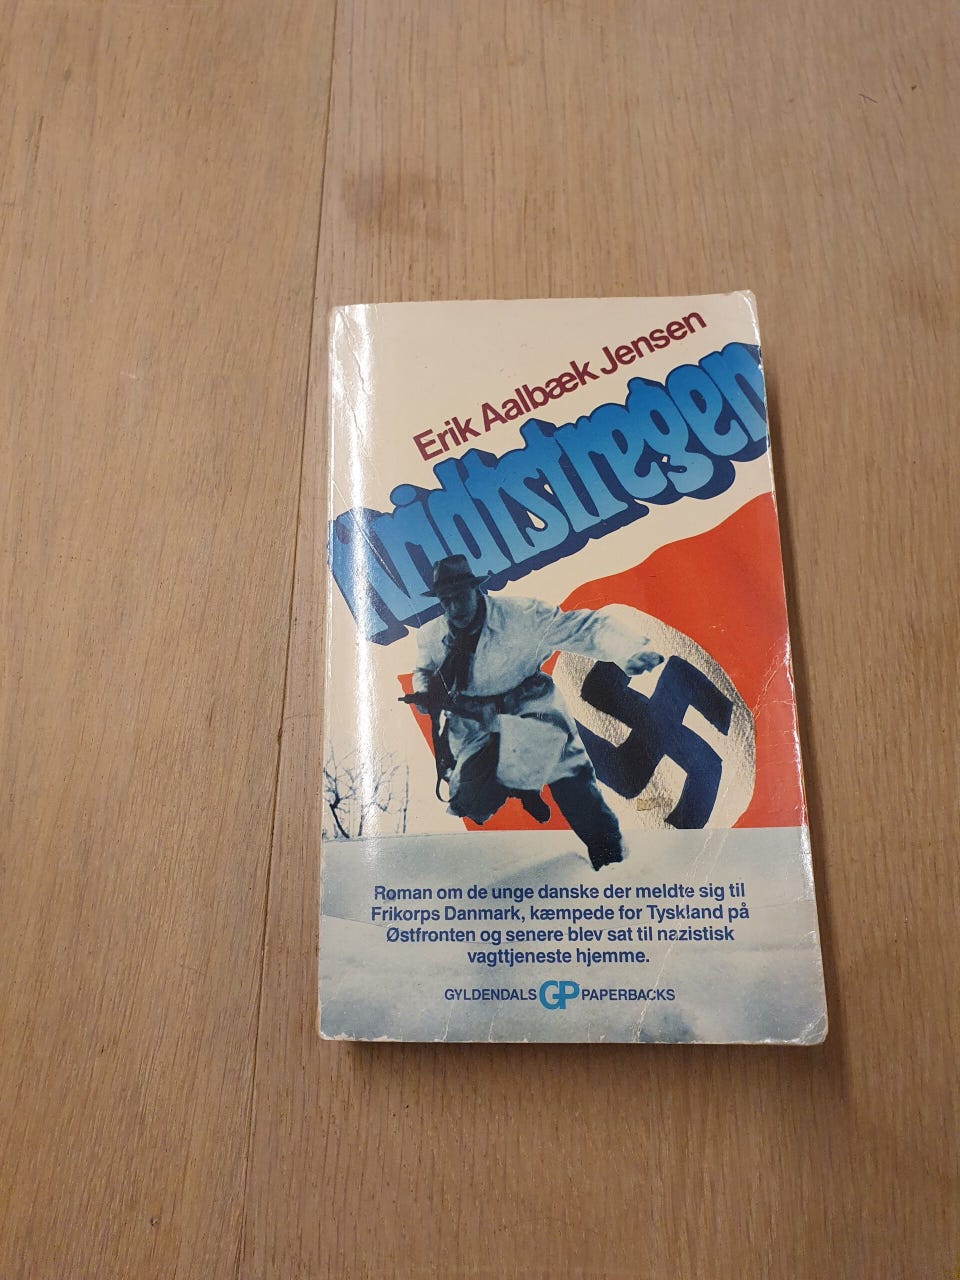 Erik Aalbæk Jensen
Kridtstregen
Roman om de unge danske der meldte sig til
Frikorps Danmark, kæmpede for Tyskland på
Østfronten og senere blev sat til nazistisk
vagttjeneste hjemme.
GYLDENDALS GP PAPERBACKS